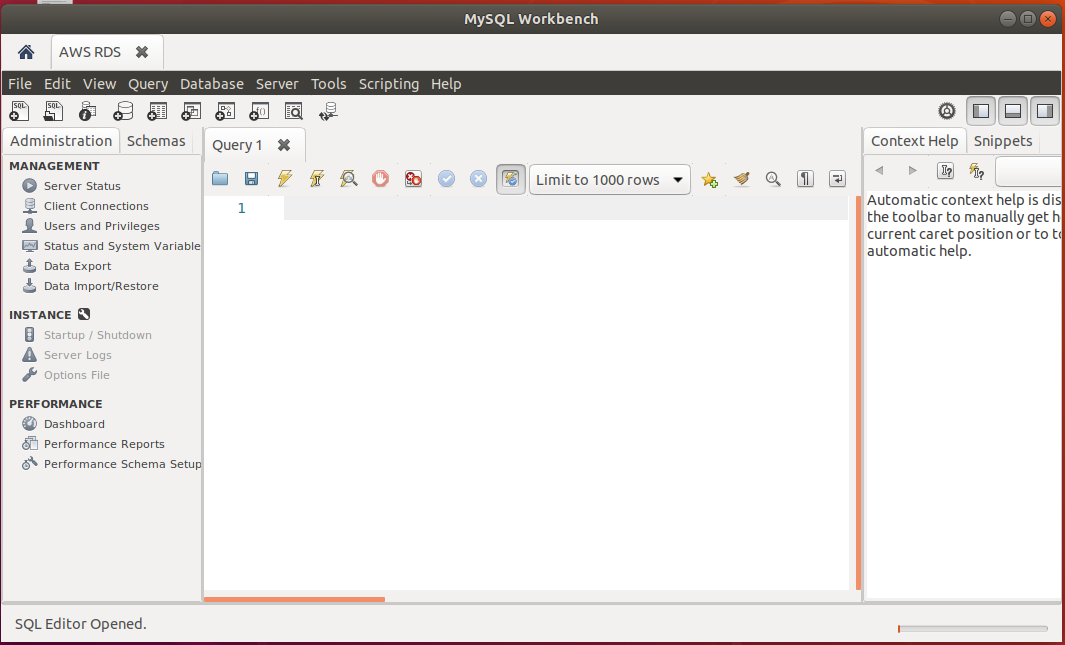 MySQL Workbench
AWS RDS
File Edit View Query Database Server Tools Scripting Help
Administration Schemas
Query 1
Context Help Snippets
MANAGEMENT
Server Status
Client Connections
Users and Privileges
Status and System Variable
Data Export
Data Import/Restore
INSTANCE
Startup / Shutdown
Server Logs
Options File
PERFORMANCE
Dashboard
Performance Reports
Performance Schema Setup
Limit to 1000 rows
1
Automatic context help is dis
the toolbar to manually get h
current caret position or to to
automatic help.
SQL Editor Opened.